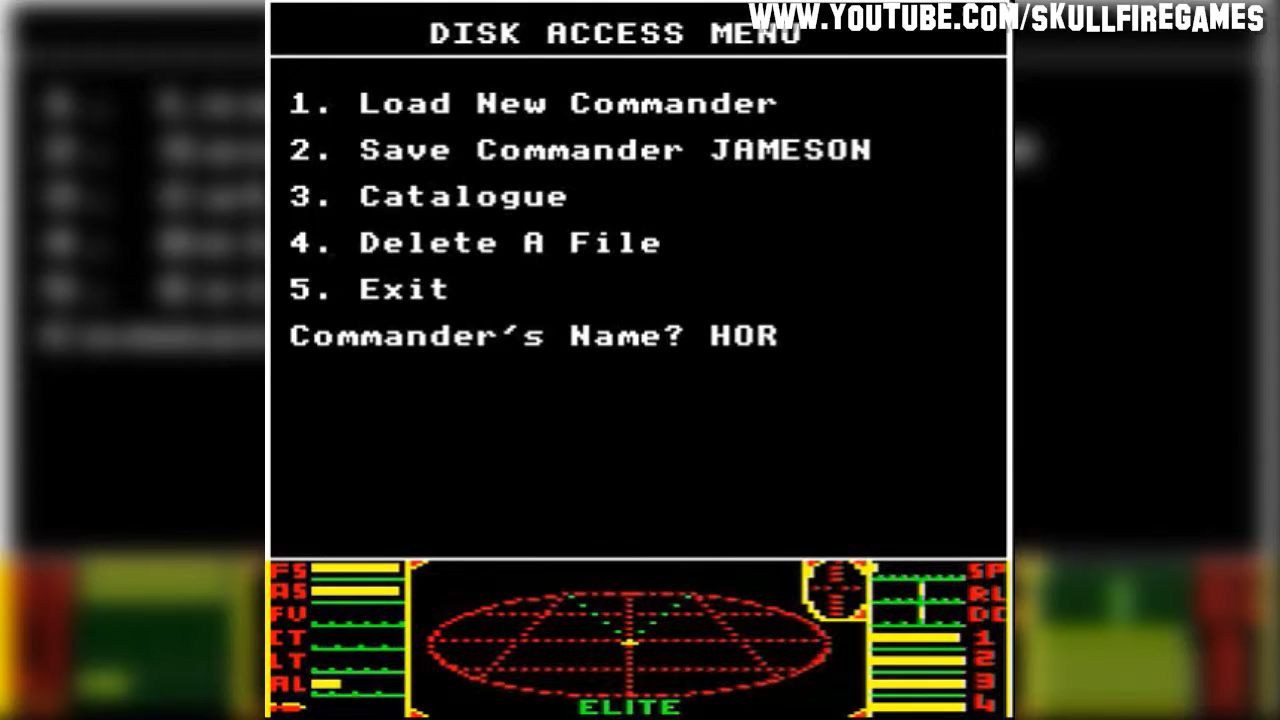 WWW.YOUTUBE.COM/SKULLFIREGAMES
DISK ACCESS MENU
1. Load New Commander
2. Save Commander JAMESON
3. Catalogue
4. Delete A File
5. Exit
Commander's Name? HOR
FS
AS
FV
CT
LT
AL
SP
RL
DC
1
2
3
4
ELITE